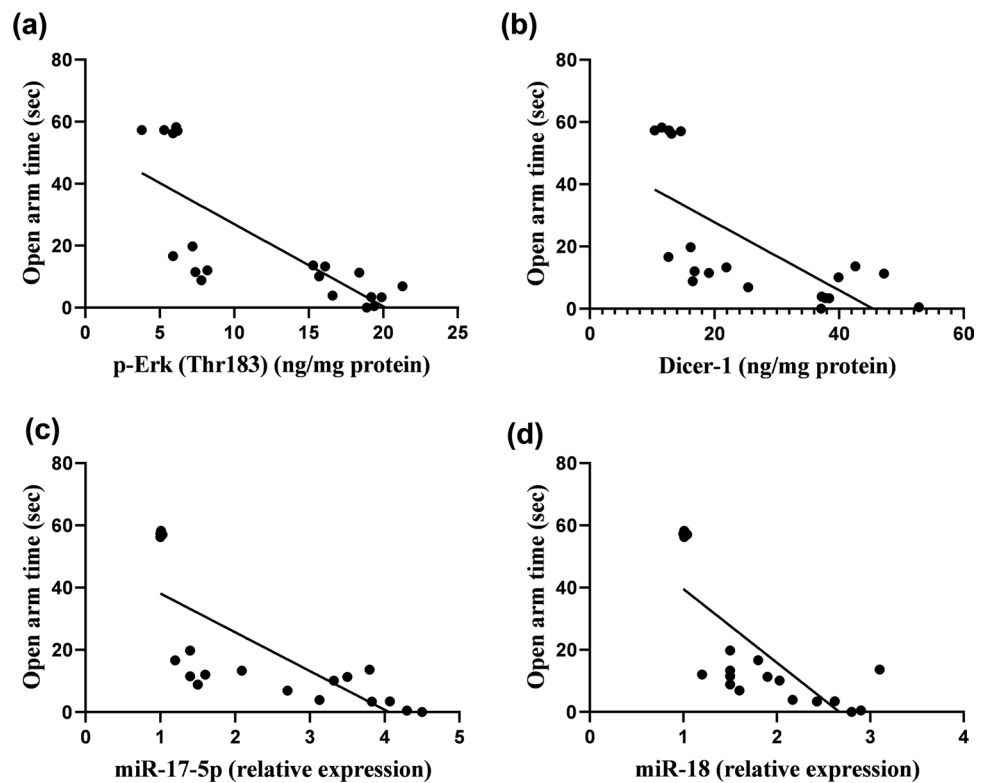 (a)
80
60
40
20
0
Open arm time (sec)
0 5 10 15 20 25
p-Erk (Thr183) (ng/mg protein)
(b)
80
60
40
20
0
Open arm time (sec)
0 20 40 60
Dicer-1 (ng/mg protein)
(c)
80
60
40
20
0
Open arm time (sec)
0 1 2 3 4 5
miR-17-5p (relative expression)
(d)
80
60
40
20
0
Open arm time (sec)
0 1 2 3 4
miR-18 (relative expression)